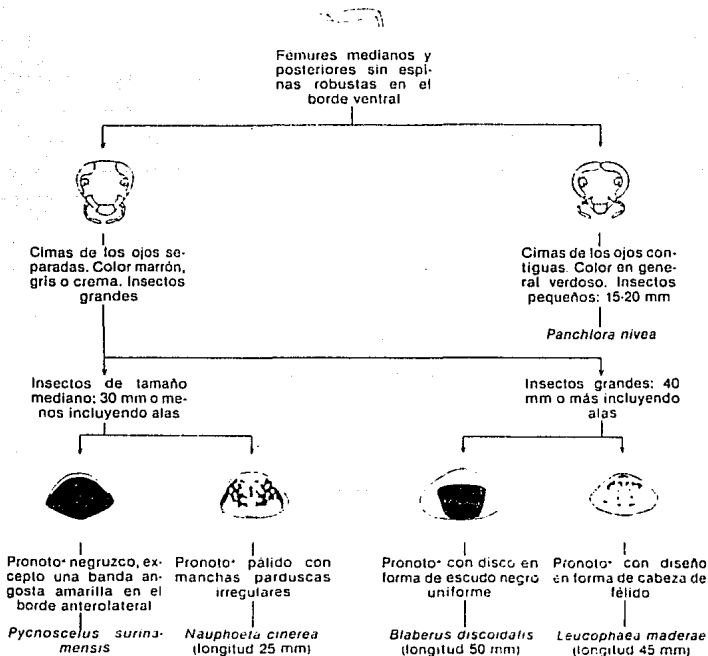 Fémures medianos y
posteriores sin espi-
nas robustas en el
borde ventral
Cimas de los ojos se-
paradas. Color marrón,
gris o crema. Insectos
grandes
Cimas de los ojos con-
tiguas. Color en gene-
ral verdoso. Insectos
pequeños: 15-20 mm
Panchlora nivea
Insectos de tamaño
mediano: 30 mm o me-
nos incluyendo alas
Insectos grandes: 40
mm o más incluyendo
alas
Pronoto* negruzco, ex-
cepto una banda an-
gosta amarilla en el
borde anterolateral
Pycnoscelus surina-
mensis
Pronoto* pálido con
manchas parduscas
irregulares
Nauphoeta cinerea
(longitud 25 mm)
Pronoto* con disco en
forma de escudo negro
uniforme
Blaberus discoidalis
(longitud 50 mm)
Pronoto* con diseño
en forma de cabeza de
félido
Leucophaea maderae
(longitud 45 mm)